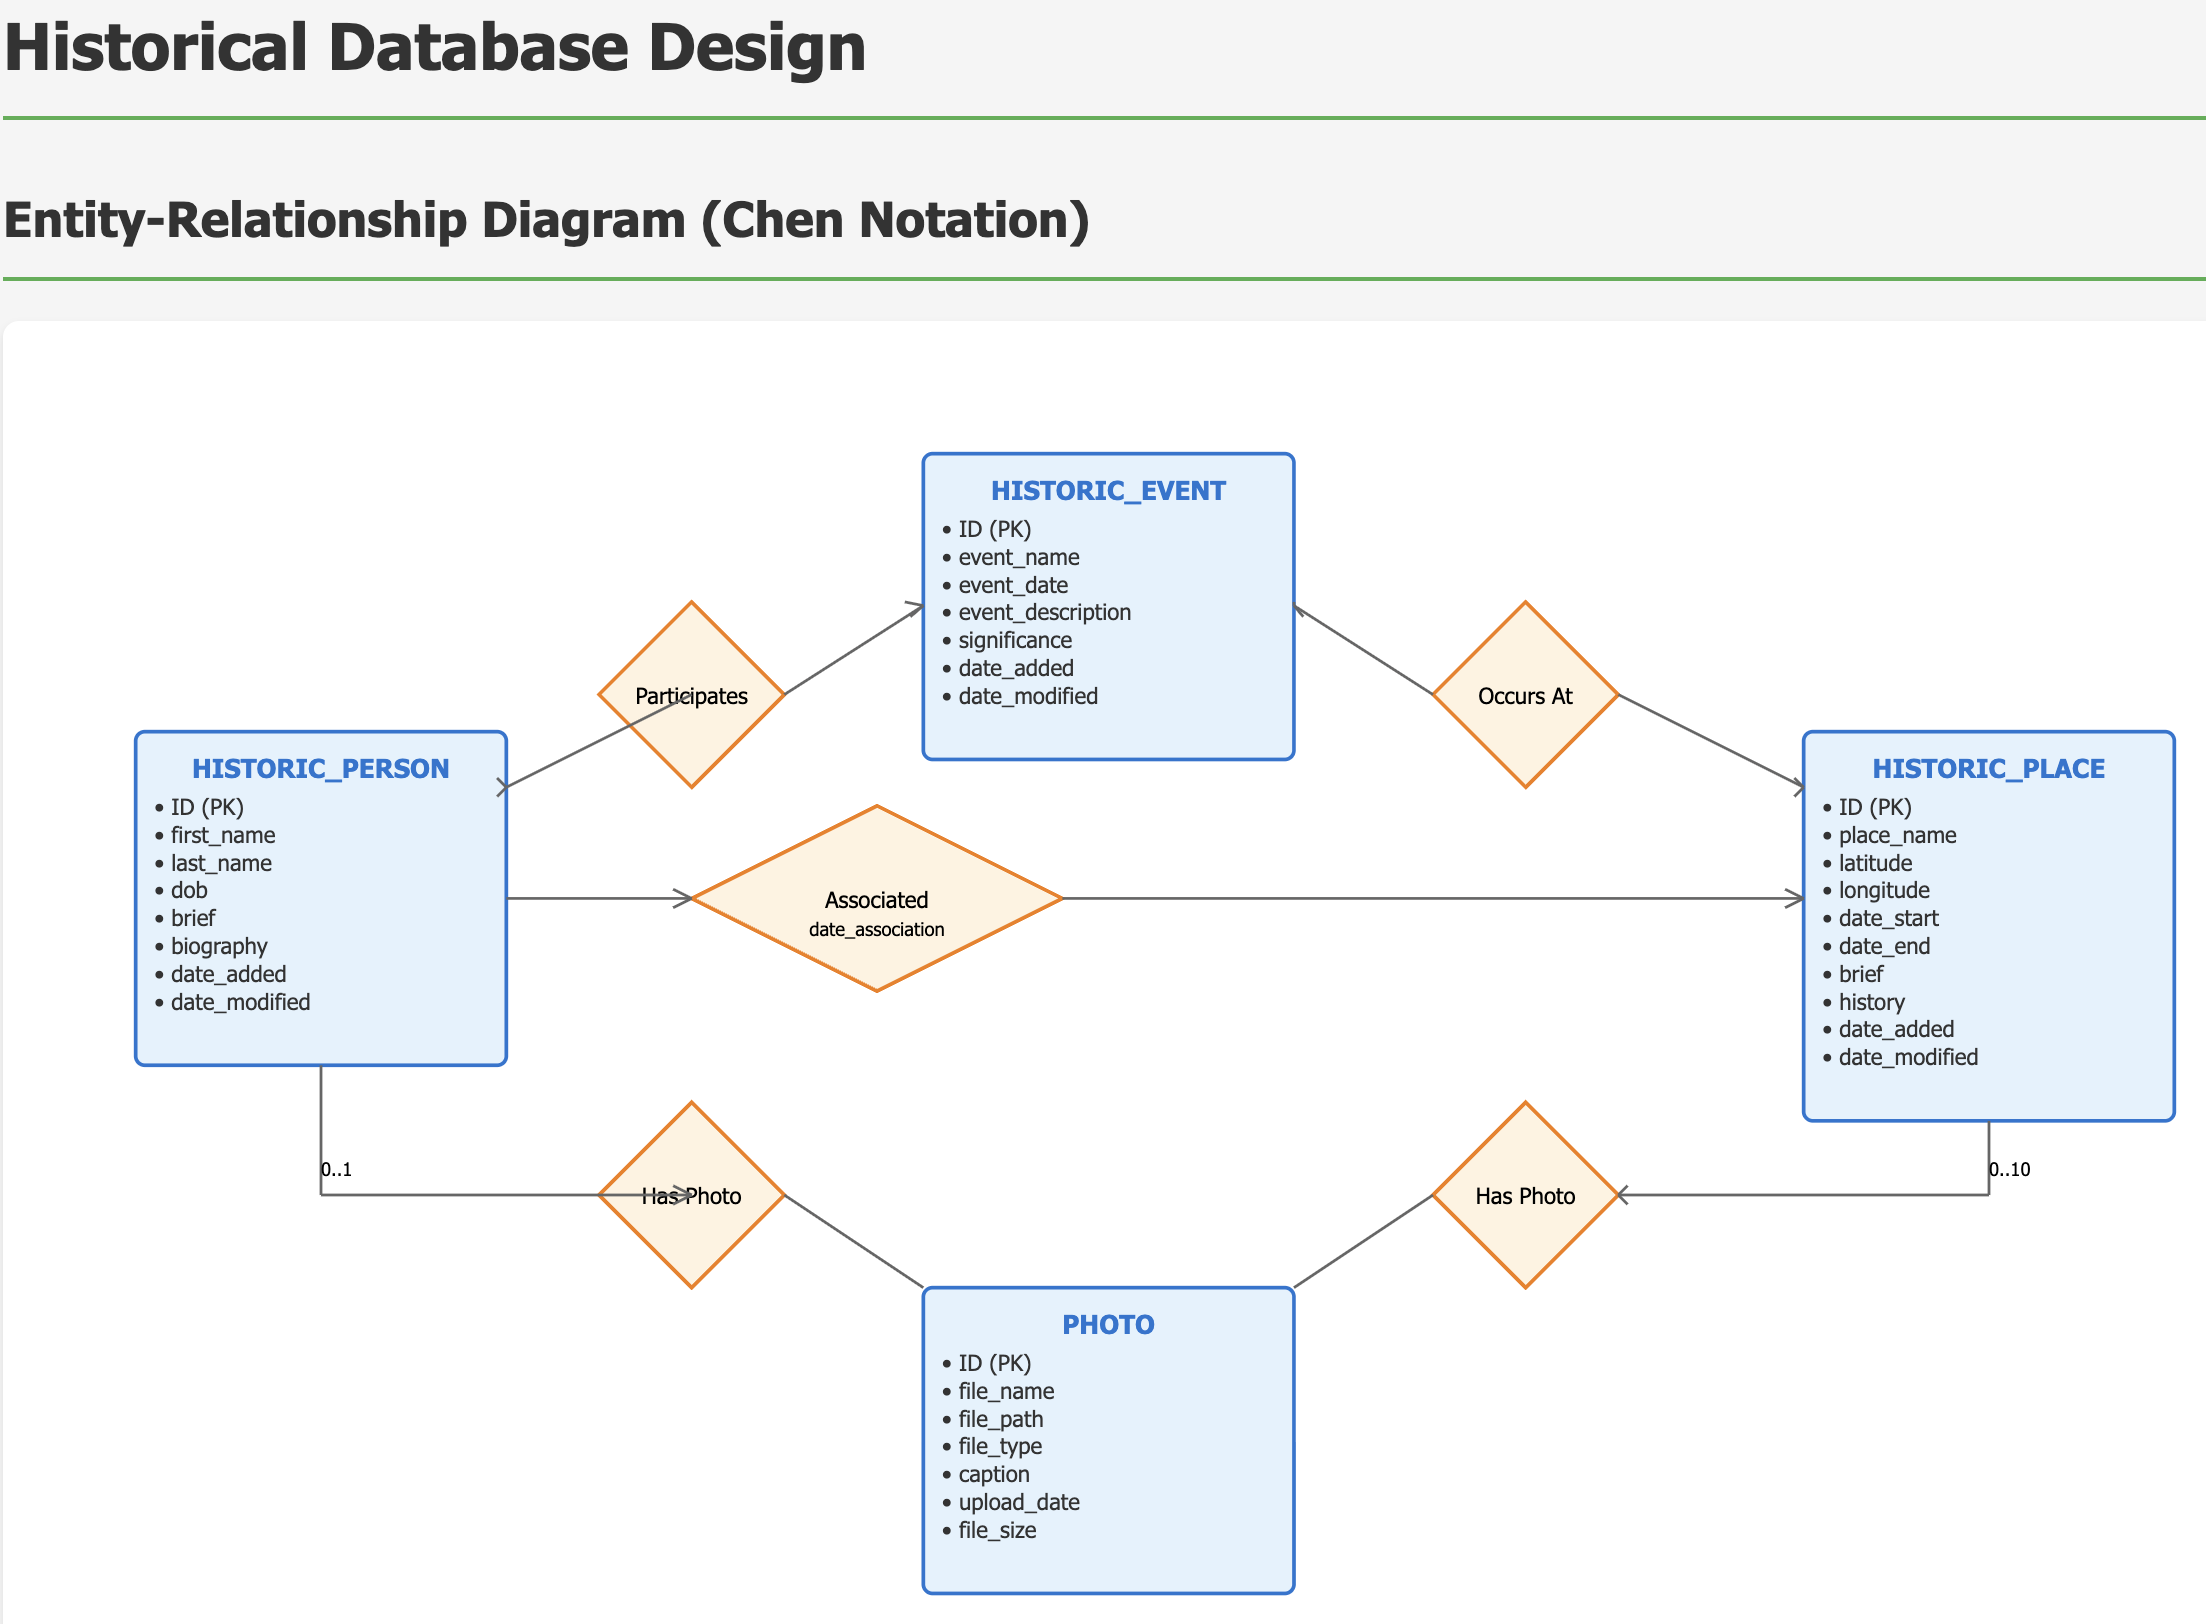 Historical Database Design
Entity-Relationship Diagram (Chen Notation)
HISTORIC_EVENT
• ID (PK)
• event_name
• event_date
• event_description
• significance
• date_added
• date_modified
Participates
Occurs At
HISTORIC_PERSON
• ID (PK)
• first_name
• last_name
• dob
• brief
• biography
• date_added
• date_modified
Associated
date_association
HISTORIC_PLACE
• ID (PK)
• place_name
• latitude
• longitude
• date_start
• date_end
• brief
• history
• date_added
• date_modified
0..1
Has Photo
Has Photo
0..10
PHOTO
• ID (PK)
• file_name
• file_path
• file_type
• caption
• upload_date
• file_size